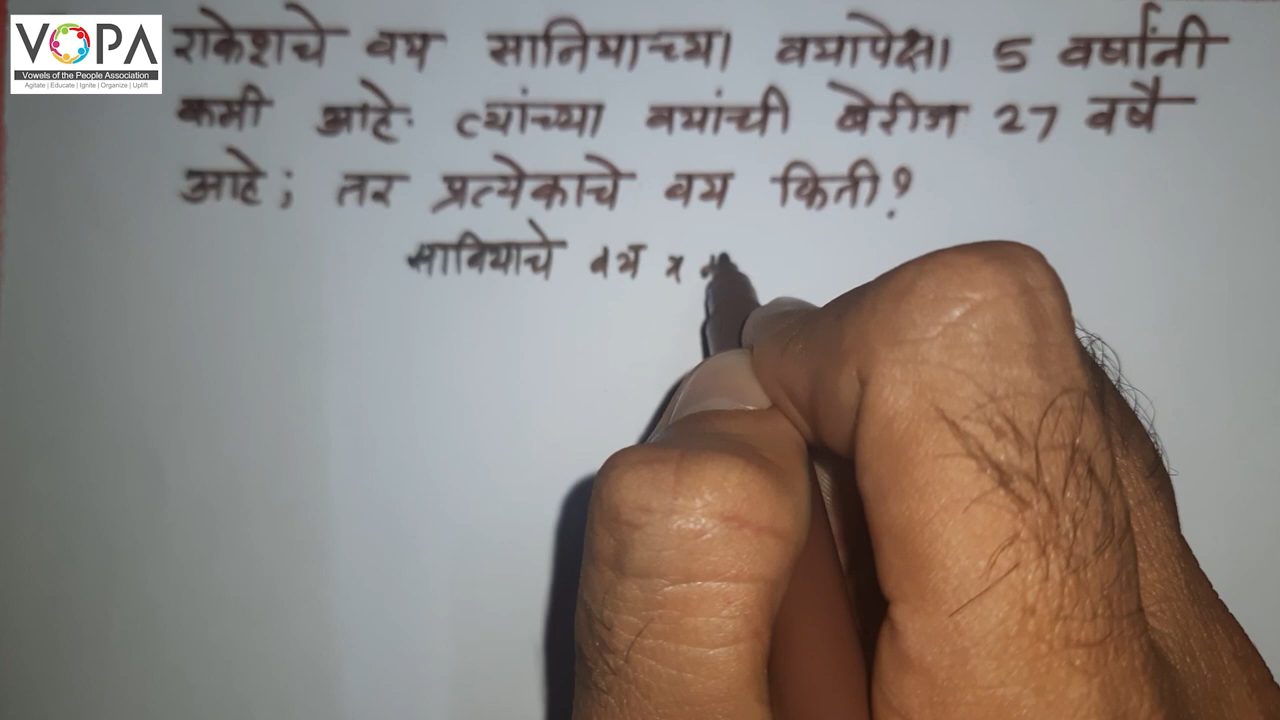 VOPA
Vowels of the People Association
Agitate | Educate | Ignite | Organize | Uplift
राकेशचे वय सानियाच्या वयापेक्षा 5 वर्षांनी
कमी आहे. त्यांच्या वयांची बेरीज 27 वर्षे
आहे; तर प्रत्येकाचे वय किती?
सानियाचे वय x